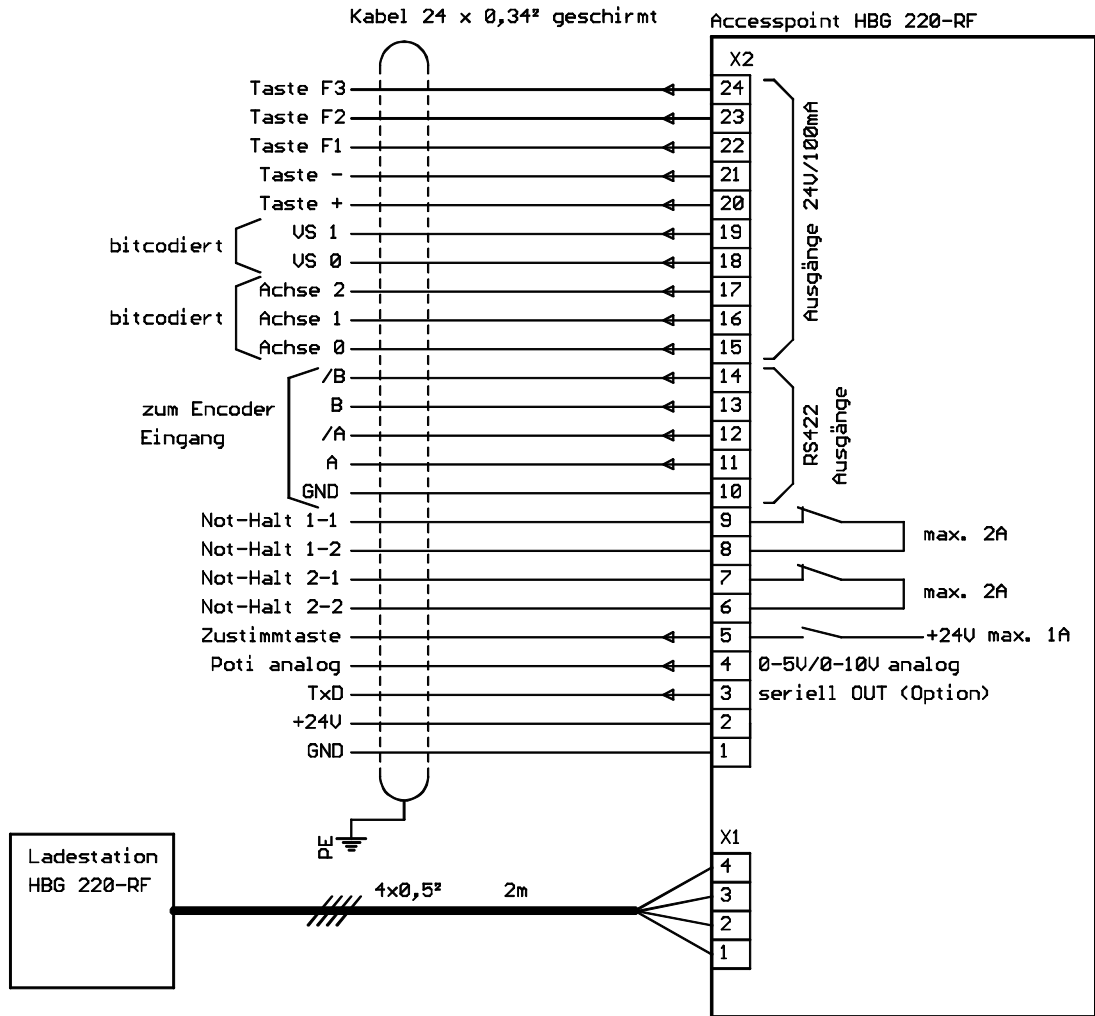 Kabel 24 x 0,34² geschirmt
Accesspoint HBG 220-RF
X2
Taste F3 24
Taste F2 23
Taste F1 22
Taste - 21
Taste + 20
VS 1 19
bitcodiert
VS 0 18
Achse 2 17
bitcodiert Achse 1 16
Achse 0 15
Ausgänge 24V/100mA
/B 14
zum Encoder B 13
Eingang /A 12
A 11
GND 10
RS422
Ausgänge
Not-Halt 1-1 9
max. 2A
Not-Halt 1-2 8
Not-Halt 2-1 7
max. 2A
Not-Halt 2-2 6
Zustimmtaste 5 +24V max. 1A
Poti analog 4 0-5V/0-10V analog
TxD 3 seriell OUT (Option)
+24V 2
GND 1
PE
X1
Ladestation
HBG 220-RF
4x0,5² 2m
4
3
2
1